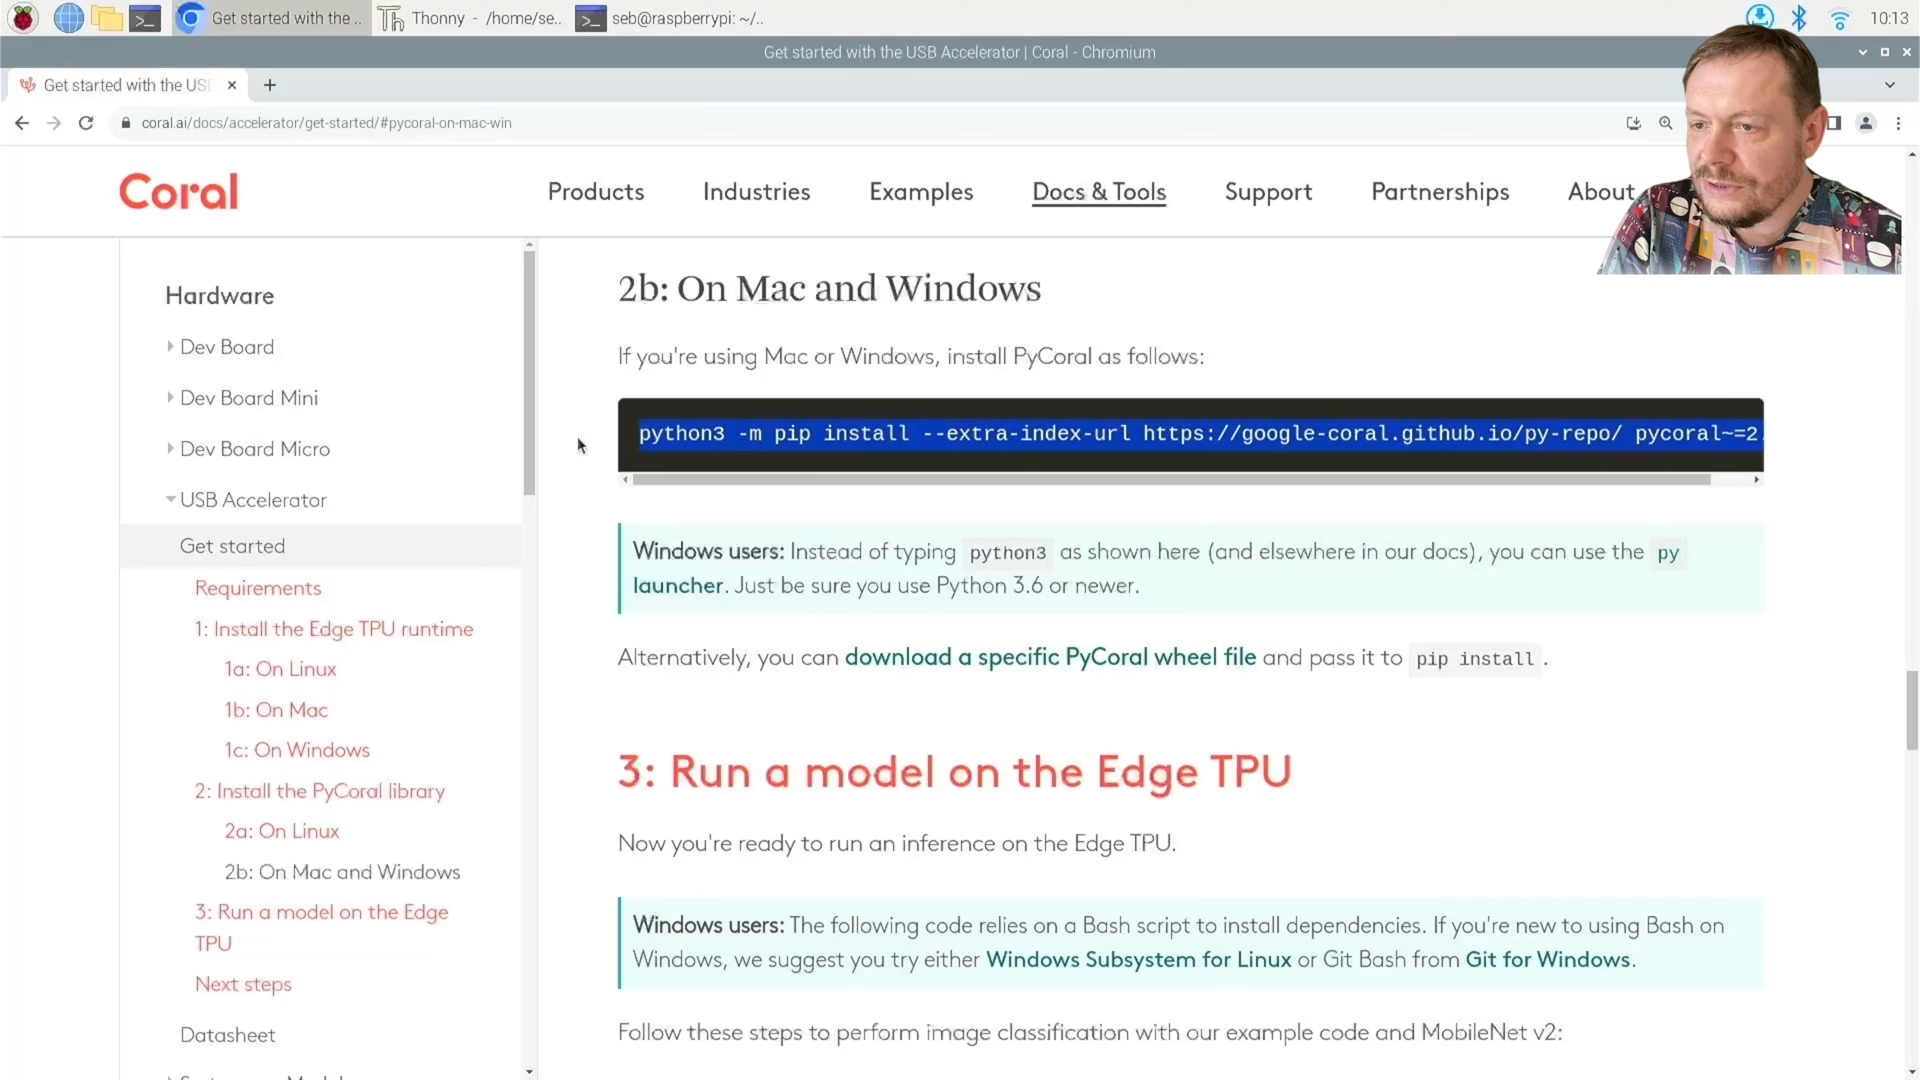 Get started with the ..
Thonny - /home/se..
seb@raspberrypi: ~/..
10:13
Get started with the USB Accelerator | Coral - Chromium
Get started with the US
coral.ai/docs/accelerator/get-started/#pycoral-on-mac-win
Coral
Products
Industries
Examples
Docs & Tools
Support
Partnerships
About
Hardware
Dev Board
Dev Board Mini
Dev Board Micro
USB Accelerator
Get started
Requirements
1: Install the Edge TPU runtime
1a: On Linux
1b: On Mac
1c: On Windows
2: Install the PyCoral library
2a: On Linux
2b: On Mac and Windows
3: Run a model on the Edge
TPU
Next steps
Datasheet
2b: On Mac and Windows
If you're using Mac or Windows, install PyCoral as follows:
python3 -m pip install --extra-index-url https://google-coral.github.io/py-repo/ pycoral~=2
Windows users: Instead of typing python3 as shown here (and elsewhere in our docs), you can use the py
launcher. Just be sure you use Python 3.6 or newer.
Alternatively, you can download a specific PyCoral wheel file and pass it to pip install.
3: Run a model on the Edge TPU
Now you're ready to run an inference on the Edge TPU.
Windows users: The following code relies on a Bash script to install dependencies. If you're new to using Bash on
Windows, we suggest you try either Windows Subsystem for Linux or Git Bash from Git for Windows.
Follow these steps to perform image classification with our example code and MobileNet v2: